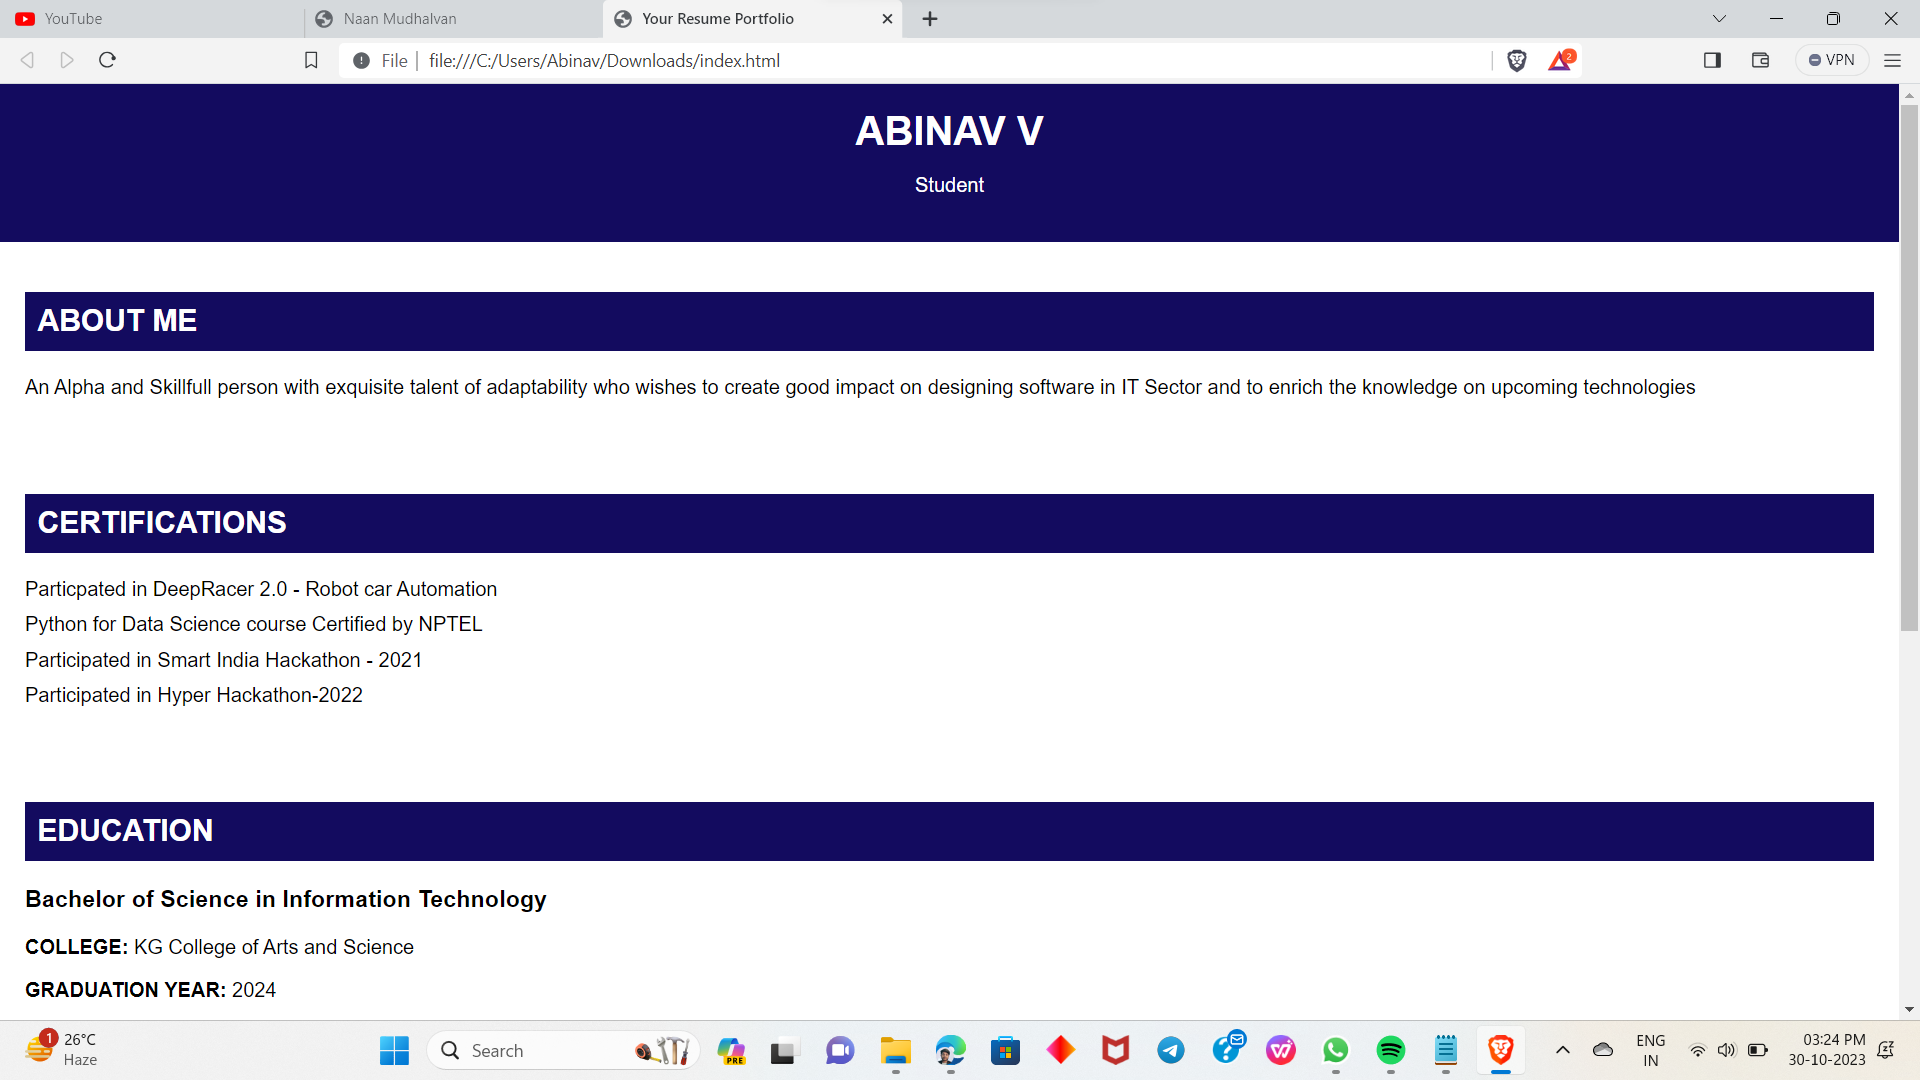 YouTube
Naan Mudhalvan
Your Resume Portfolio
File
file:///C:/Users/Abinav/Downloads/index.html
2
VPN
ABINAV V
Student
ABOUT ME
An Alpha and Skillfull person with exquisite talent of adaptability who wishes to create good impact on designing software in IT Sector and to enrich the knowledge on upcoming technologies
CERTIFICATIONS
Particpated in DeepRacer 2.0 - Robot car Automation
Python for Data Science course Certified by NPTEL
Participated in Smart India Hackathon - 2021
Participated in Hyper Hackathon-2022
EDUCATION
Bachelor of Science in Information Technology
COLLEGE: KG College of Arts and Science
GRADUATION YEAR: 2024
1
26°C
Haze
Search
PRE
ENG
IN
03:24 PM
30-10-2023